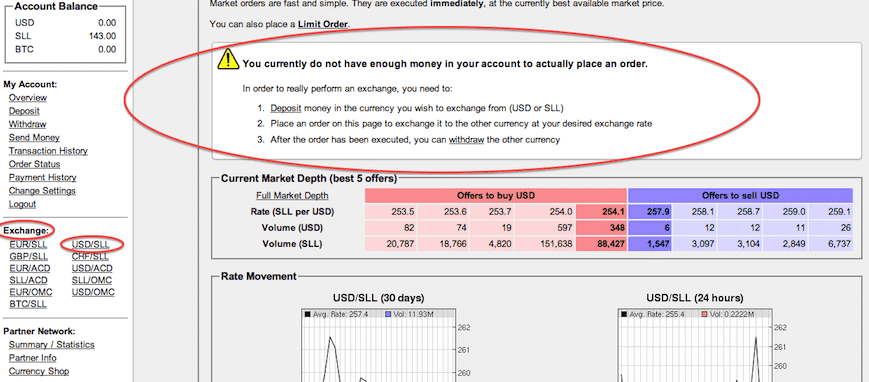 Account Balance
USD 0.00
SLL 143.00
BTC 0.00
My Account:
Overview
Deposit
Withdraw
Send Money
Transaction History
Order Status
Payment History
Change Settings
Logout
Exchange:
EUR/SLL USD/SLL
GBP/SLL CHF/SLL
EUR/ACD USD/ACD
SLL/ACD SLL/OMC
EUR/OMC USD/OMC
BTC/SLL
Partner Network:
Summary / Statistics
Partner Info
Currency Shop
Market orders are fast and simple. They are executed immediately, at the currently best available market price.
You can also place a Limit Order.
You currently do not have enough money in your account to actually place an order.
In order to really perform an exchange, you need to:
1. Deposit money in the currency you wish to exchange from (USD or SLL)
2. Place an order on this page to exchange it to the other currency at your desired exchange rate
3. After the order has been executed, you can withdraw the other currency
Current Market Depth (best 5 offers)
Full Market Depth Offers to buy USD Offers to sell USD
Rate (SLL per USD) 253.5 253.6 253.7 254.0 254.1 257.9 258.1 258.7 259.0 259.1
Volume (USD) 82 74 19 597 348 6 12 12 11 26
Volume (SLL) 20,787 18,766 4,820 151,638 88,427 1,547 3,097 3,104 2,849 6,737
Rate Movement
USD/SLL (30 days) USD/SLL (24 hours)
Avg. Rate: 257.4 Vol: 11.93M Avg. Rate: 255.4 Vol: 0.2222M
262 262
261 261
260 260